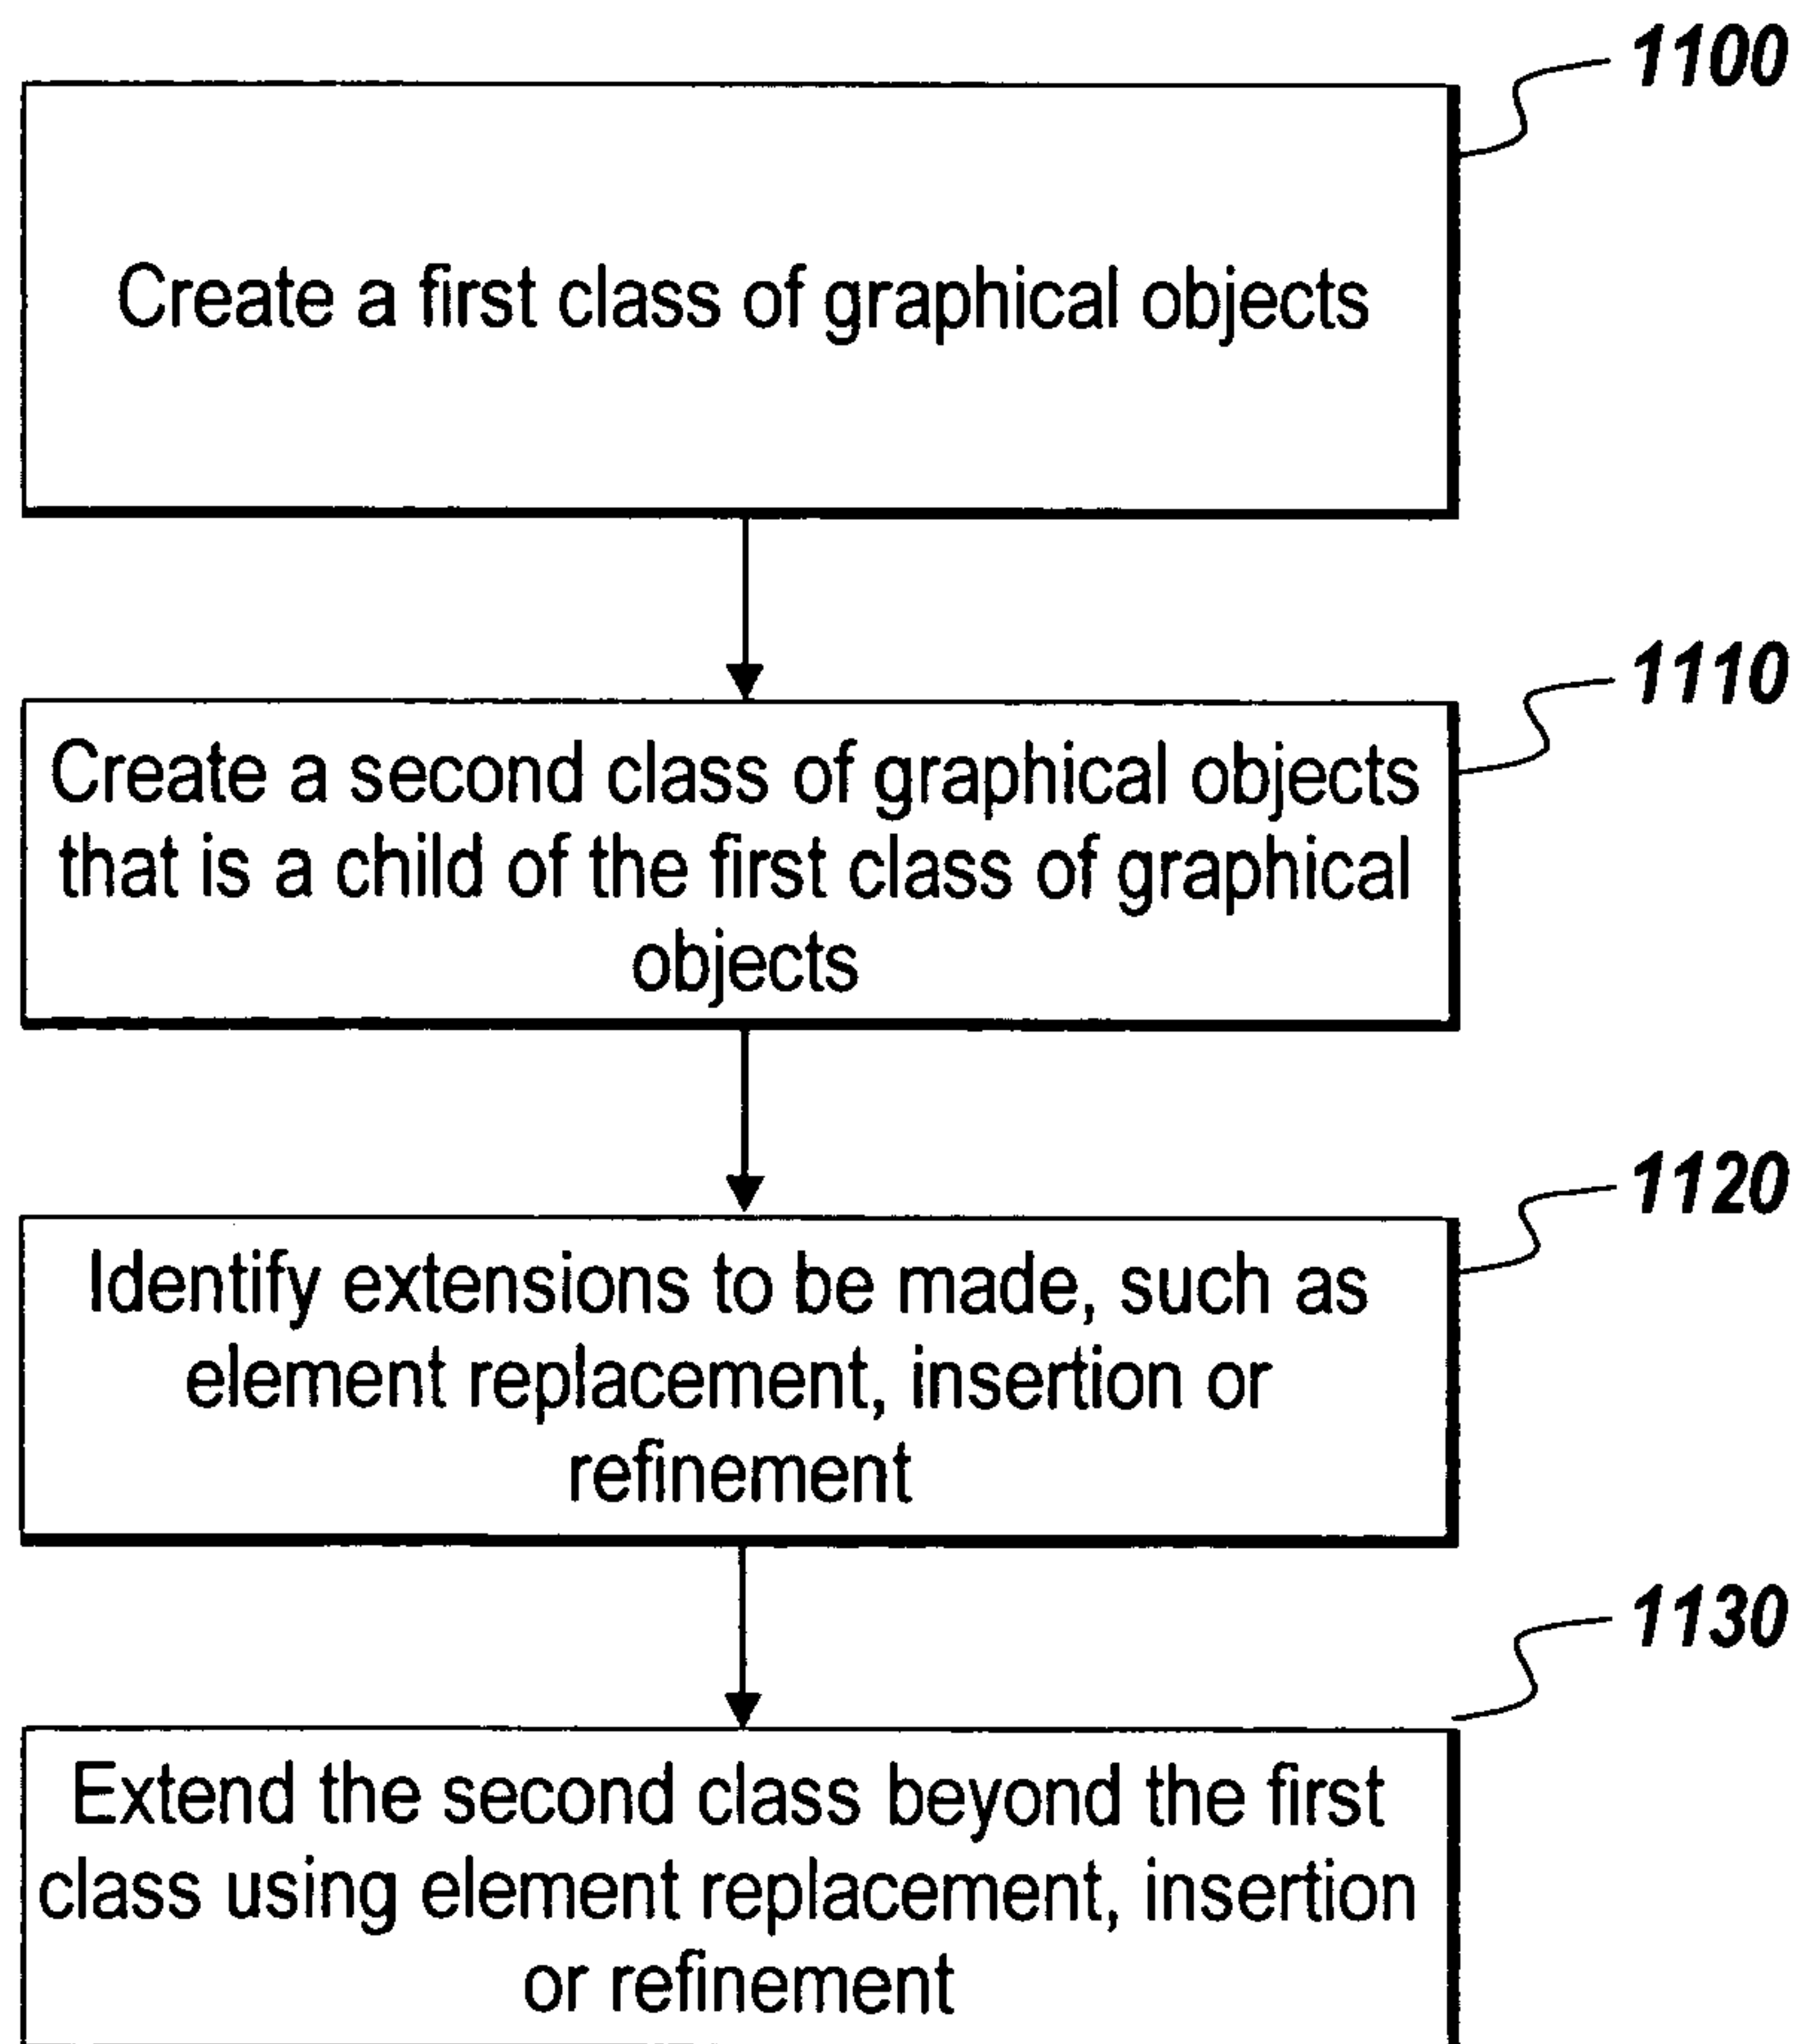 1100
Create a first class of graphical objects
1110
Create a second class of graphical objects
that is a child of the first class of graphical
objects
1120
Identify extensions to be made, such as
element replacement, insertion or
refinement
1130
Extend the second class beyond the first
class using element replacement, insertion
or refinement